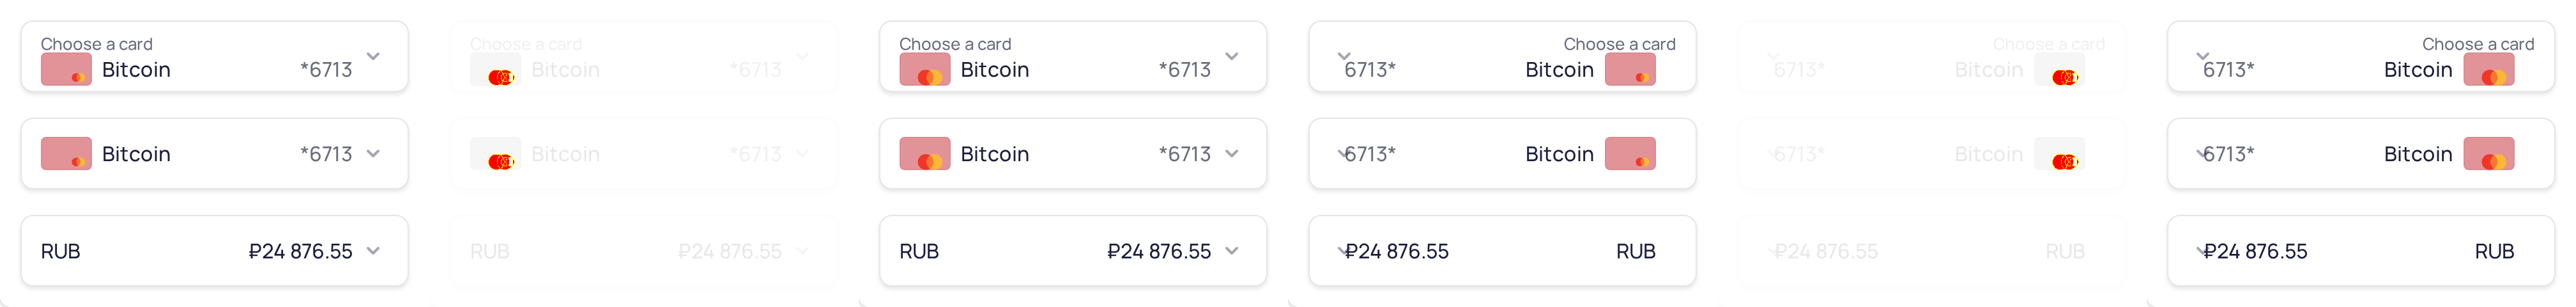 Choose a card
Bitcoin *6713
Bitcoin *6713
RUB ₽24 876.55
Choose a card
Bitcoin *6713
Bitcoin *6713
RUB ₽24 876.55
Choose a card
Bitcoin *6713
Bitcoin *6713
RUB ₽24 876.55
Choose a card
6713* Bitcoin
6713* Bitcoin
₽24 876.55 RUB
Choose a card
6713* Bitcoin
6713* Bitcoin
₽24 876.55 RUB
Choose a card
6713* Bitcoin
6713* Bitcoin
₽24 876.55 RUB